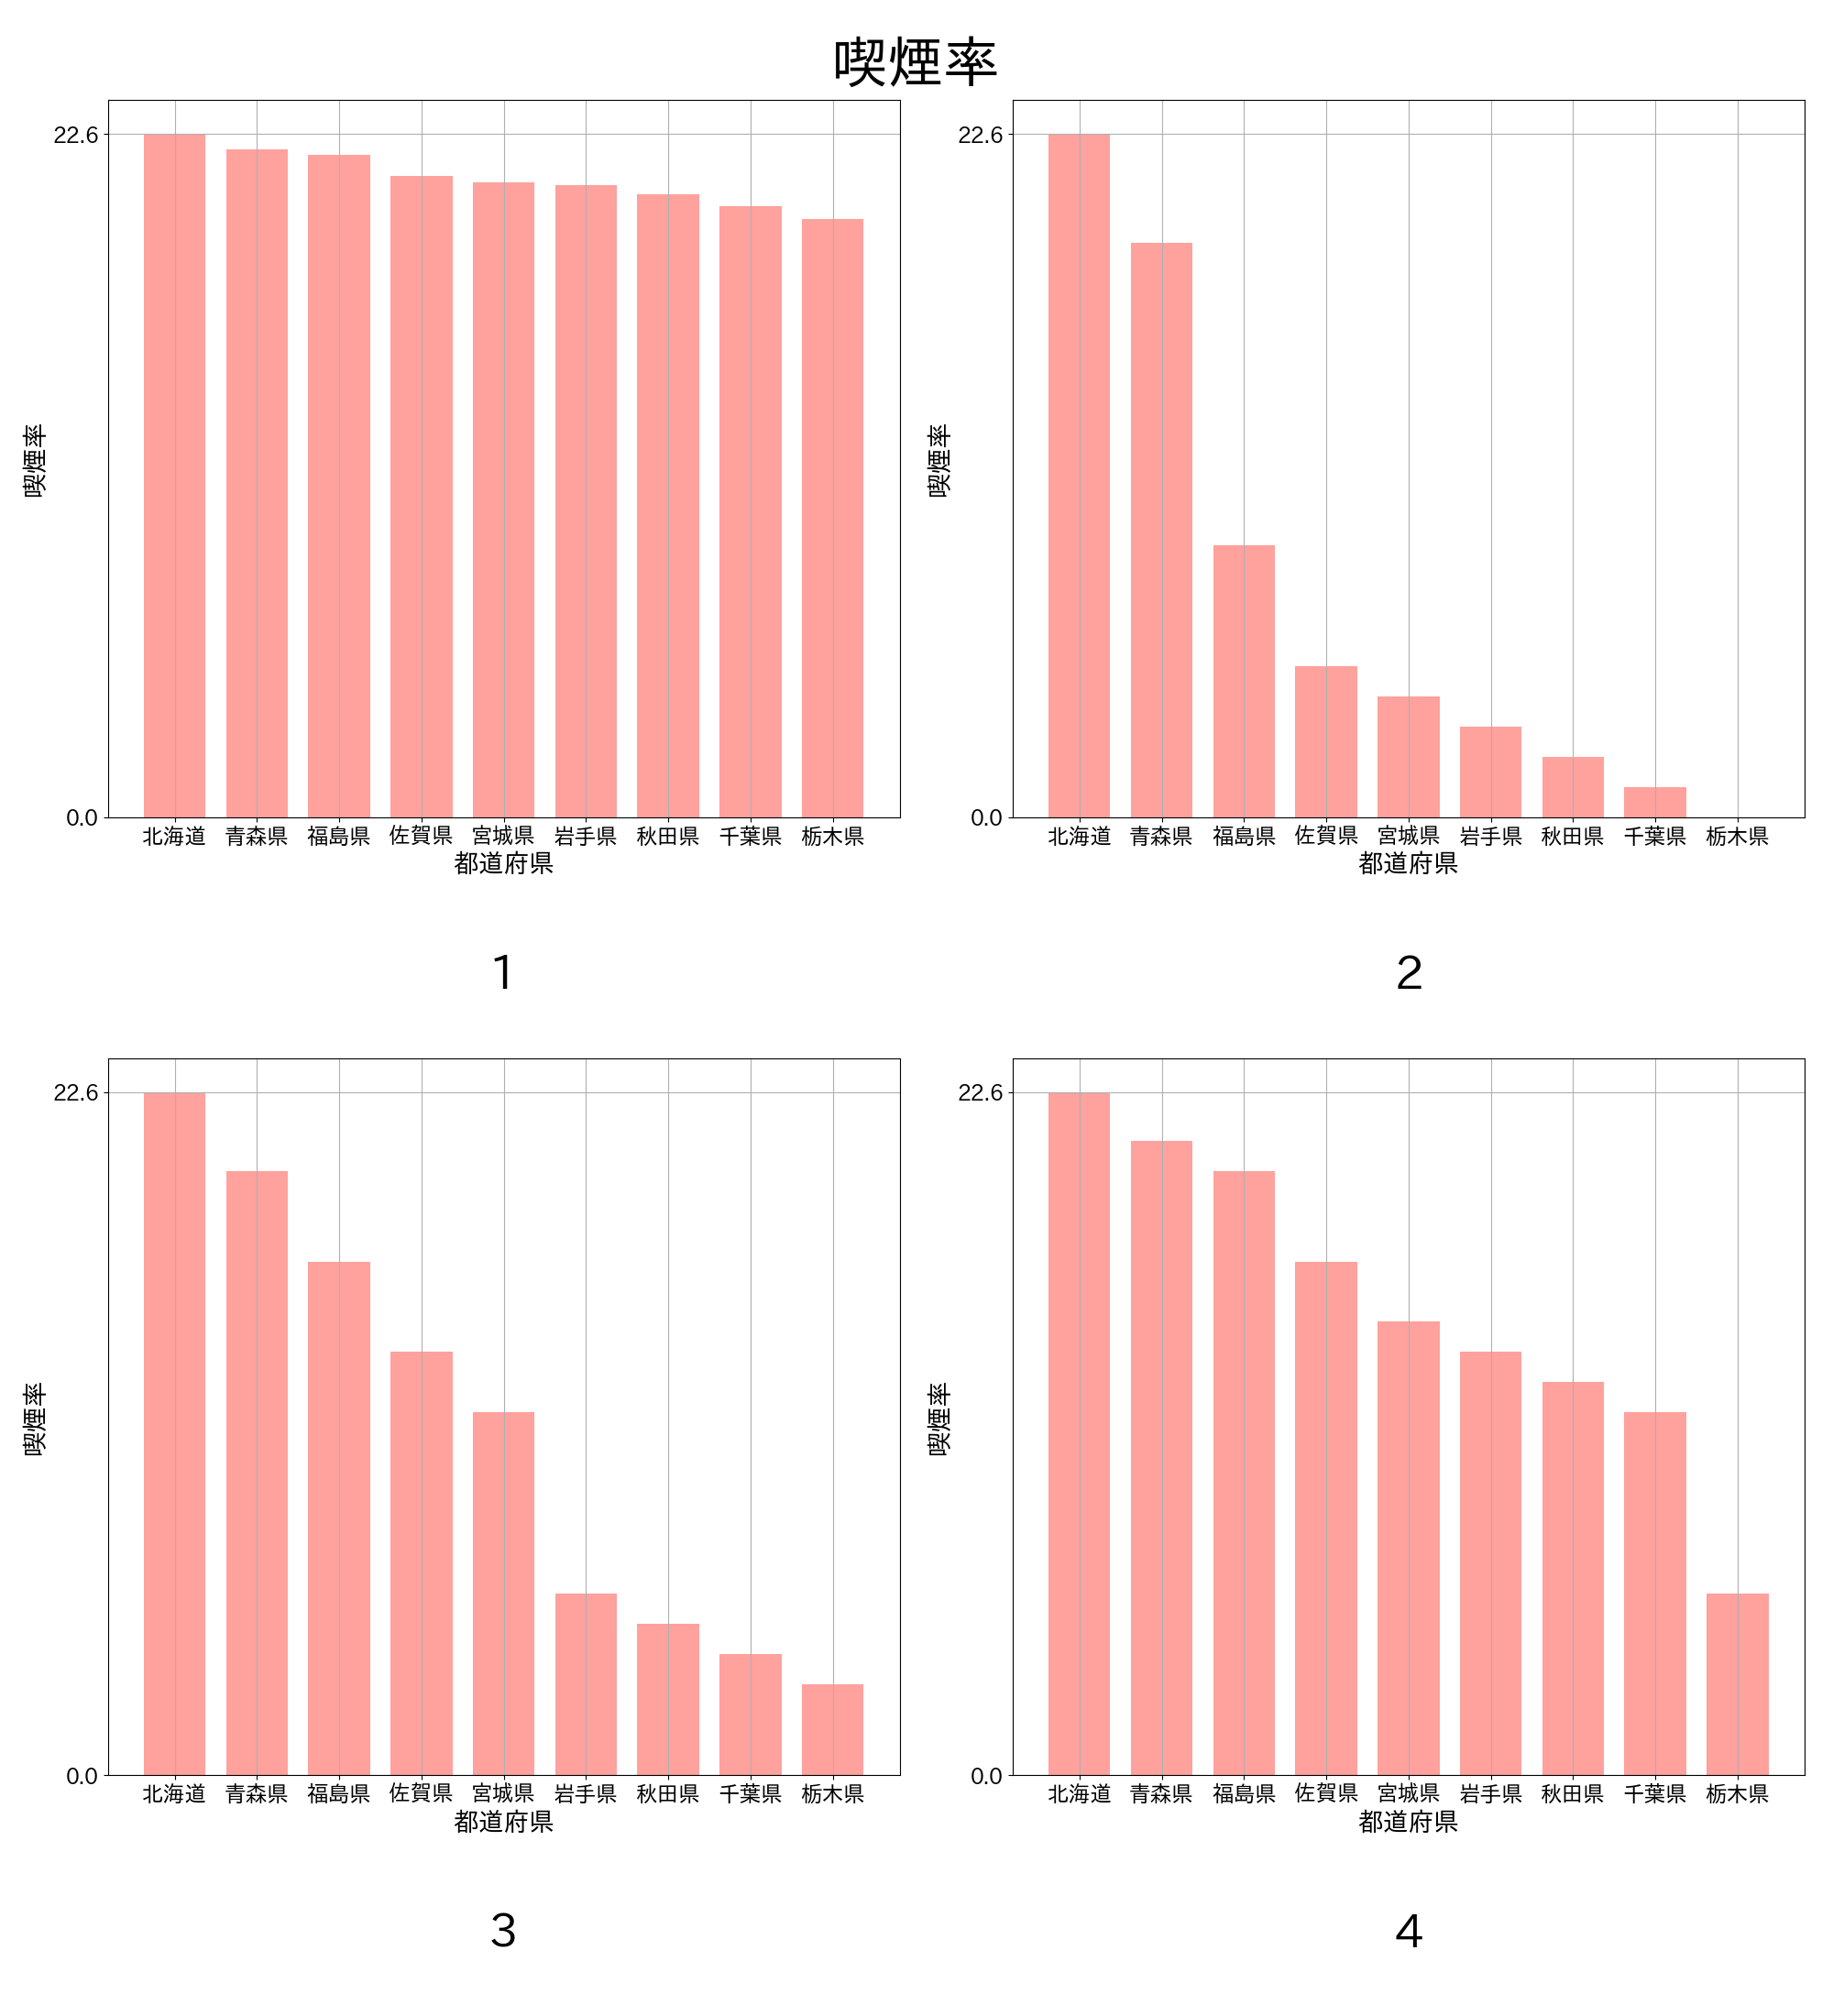 喫煙率
22.6
喫煙率
0.0
北海道 青森県 福島県 佐賀県 宮城県 岩手県 秋田県 千葉県 栃木県
都道府県
1
22.6
喫煙率
0.0
北海道 青森県 福島県 佐賀県 宮城県 岩手県 秋田県 千葉県 栃木県
都道府県
2
22.6
喫煙率
0.0
北海道 青森県 福島県 佐賀県 宮城県 岩手県 秋田県 千葉県 栃木県
都道府県
3
22.6
喫煙率
0.0
北海道 青森県 福島県 佐賀県 宮城県 岩手県 秋田県 千葉県 栃木県
都道府県
4